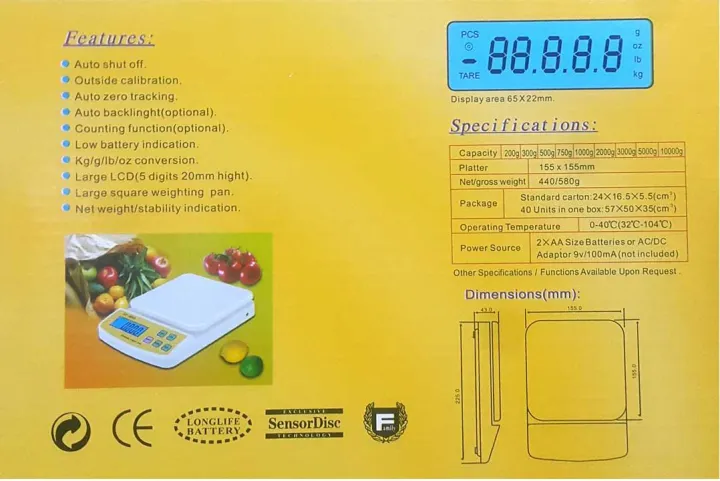 Features:
Auto shut off.
Outside calibration.
Auto zero tracking.
Auto backlinght(optional).
Counting function(optional).
Low battery indication.
Kg/g/lb/oz conversion.
Large LCD(5 digits 20mm hight).
Large square weighting pan.
Net weight/stability indication.
PCS
g
oz
lb
kg
-88.8.8.8
TARE
Display area 65X22mm.
Specifications:
Capacity 200g 300g 500g 750g 1000g 2000g 3000g 5000g 10000g
Platter 155 x 155mm
Net/gross weight 440/580g
Package Standard carton:24X16.5X5.5(cm³)
40 Units in one box: 57X50X35(cm³)
Operating Temperature 0-40℃(32℃-104℃)
Power Source 2XAA Size Batteries or AC/DC
Adaptor 9v/100mA(not included)
Other Specifications / Functions Available Upon Request.
Dimensions(mm):
43.0
155.0
225.0
155.0
CE
LONGLIFE
BATTERY
EXCLUSIVE
SensorDisc
TECHNOLOGY
Family